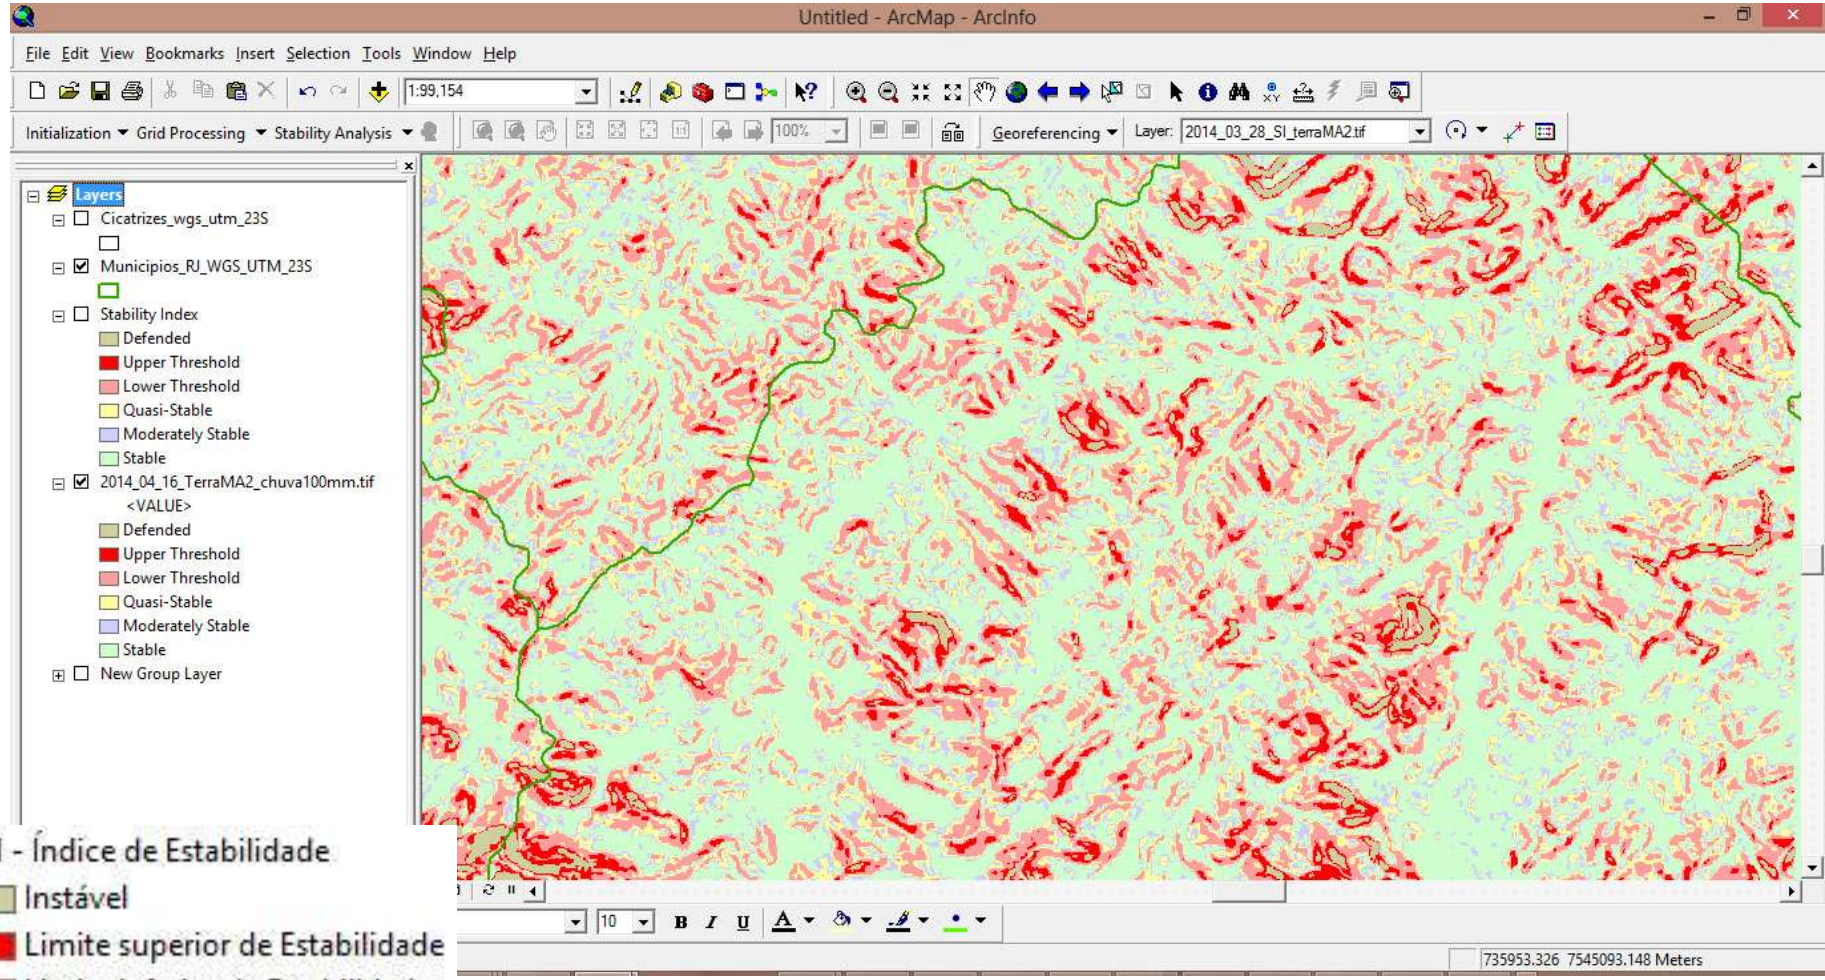 Untitled - ArcMap - ArcInfo
File Edit View Bookmarks Insert Selection Tools Window Help
1:99,154
Initialization Grid Processing Stability Analysis 100% Georeferencing Layer: 2014_03_28_SI_terraMA2.tif
Layers
Cicatrizes_wgs_utm_23S
Municipios_RJ_WGS_UTM_23S
Stability Index
Defended
Upper Threshold
Lower Threshold
Quasi-Stable
Moderately Stable
Stable
2014_04_16_TerraMA2_chuva100mm.tif
<VALUE>
Defended
Upper Threshold
Lower Threshold
Quasi-Stable
Moderately Stable
Stable
New Group Layer
- Índice de Estabilidade
Instável
Limite superior de Estabilidade
10 B I U A
735953.326 7545093.148 Meters